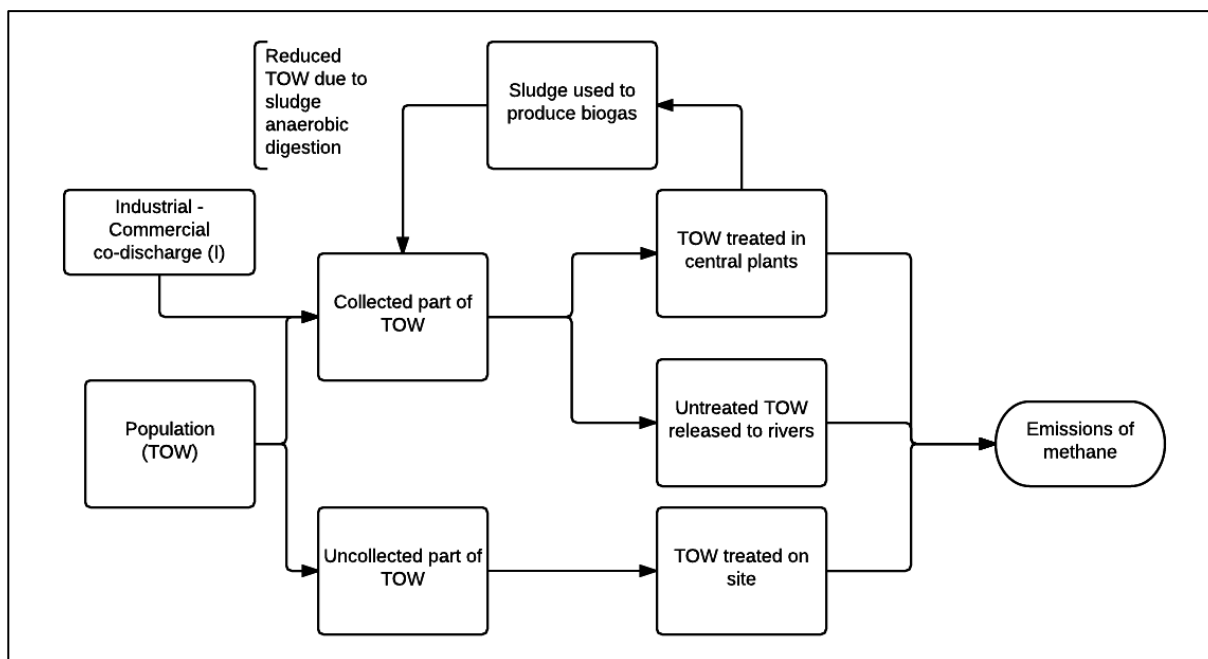 Reduced
TOW due to
sludge
anaerobic
digestion
Sludge used to
produce biogas
Industrial -
Commercial
co-discharge (I)
TOW treated in
central plants
Collected part of
TOW
Population
(TOW)
Untreated TOW
released to rivers
Emissions of
methane
Uncollected part of
TOW
TOW treated on
site